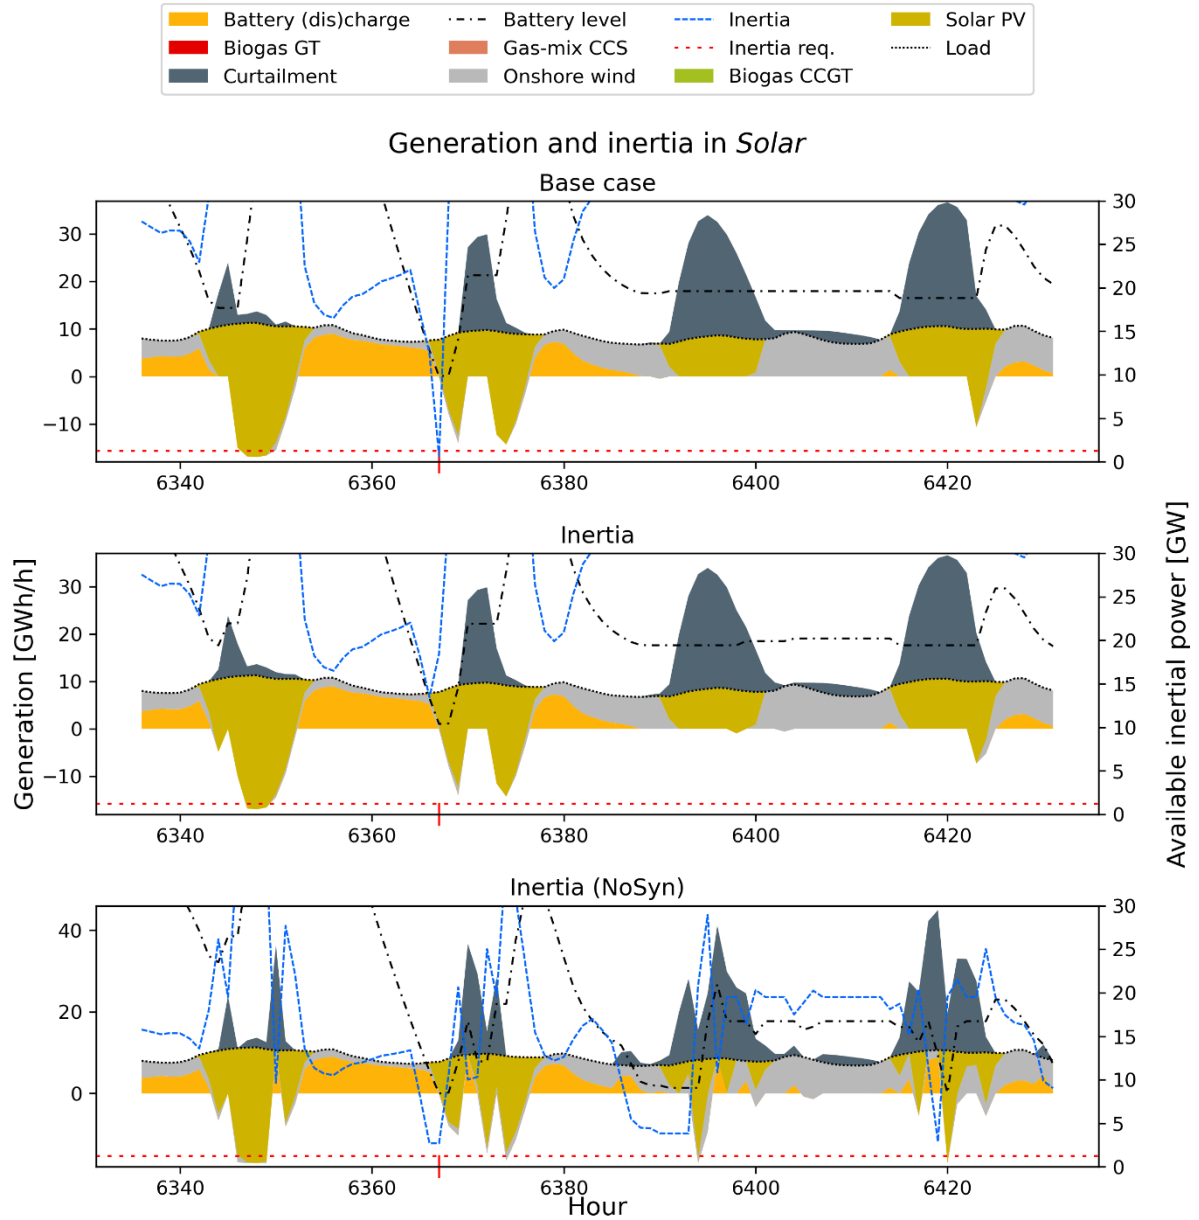 Battery (dis)charge
Biogas GT
Curtailment
Battery level
Gas-mix CCS
Onshore wind
Inertia
Inertia req.
Biogas CCGT
Solar PV
Load
Generation and inertia in Solar
Base case
30
20
10
0
−10
30
25
20
15
10
5
0
6340 6360 6380 6400 6420
Inertia
30
20
10
0
−10
30
25
20
15
10
5
0
6340 6360 6380 6400 6420
Inertia (NoSyn)
40
20
0
30
25
20
15
10
5
0
6340 6360 6380 6400 6420
Hour
Generation [GWh/h]
Available inertial power [GW]